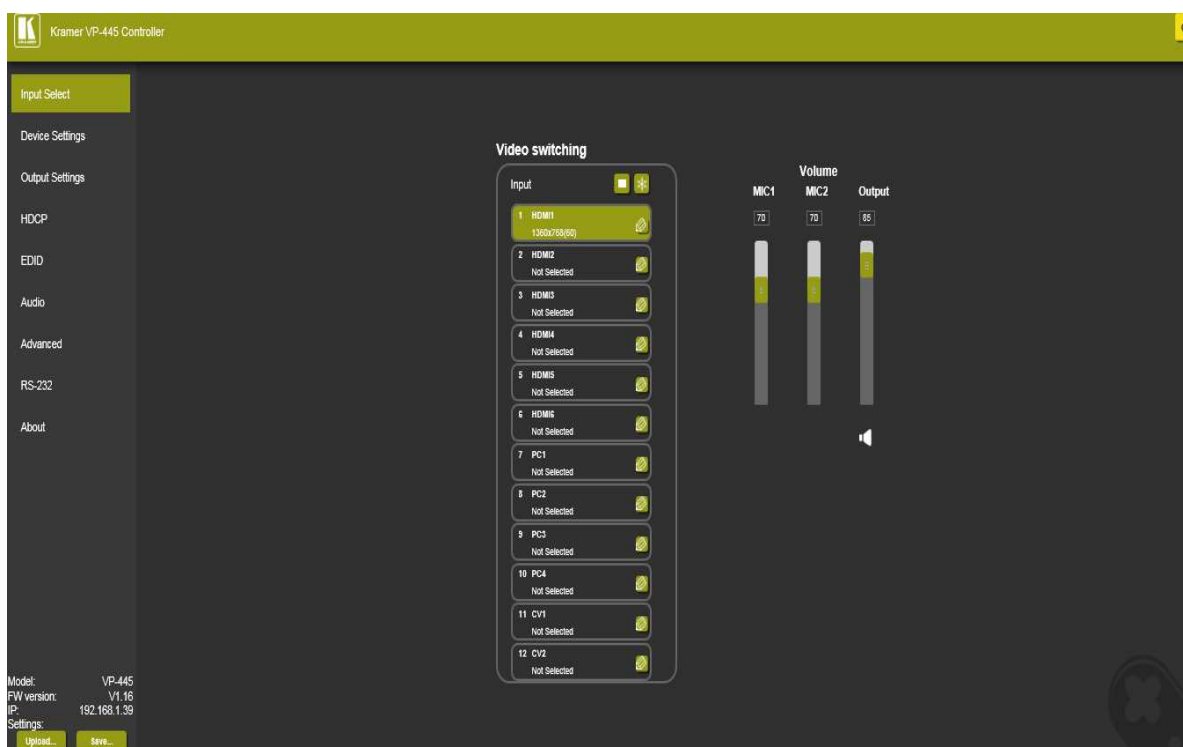 Kramer VP-445 Controller
Input Select
Device Settings
Output Settings
HDCP
EDID
Audio
Advanced
RS-232
About
Model: VP-445
FW version: V1.16
IP: 192.168.1.39
Settings:
Upload... Save...
Video switching
Input
1 HDMI1
1360x768(60)
2 HDMI2
Not Selected
3 HDMI3
Not Selected
4 HDMI4
Not Selected
5 HDMI5
Not Selected
6 HDMI6
Not Selected
7 PC1
Not Selected
8 PC2
Not Selected
9 PC3
Not Selected
10 PC4
Not Selected
11 CV1
Not Selected
12 CV2
Not Selected
Volume
MIC1 MIC2 Output
70 70 85